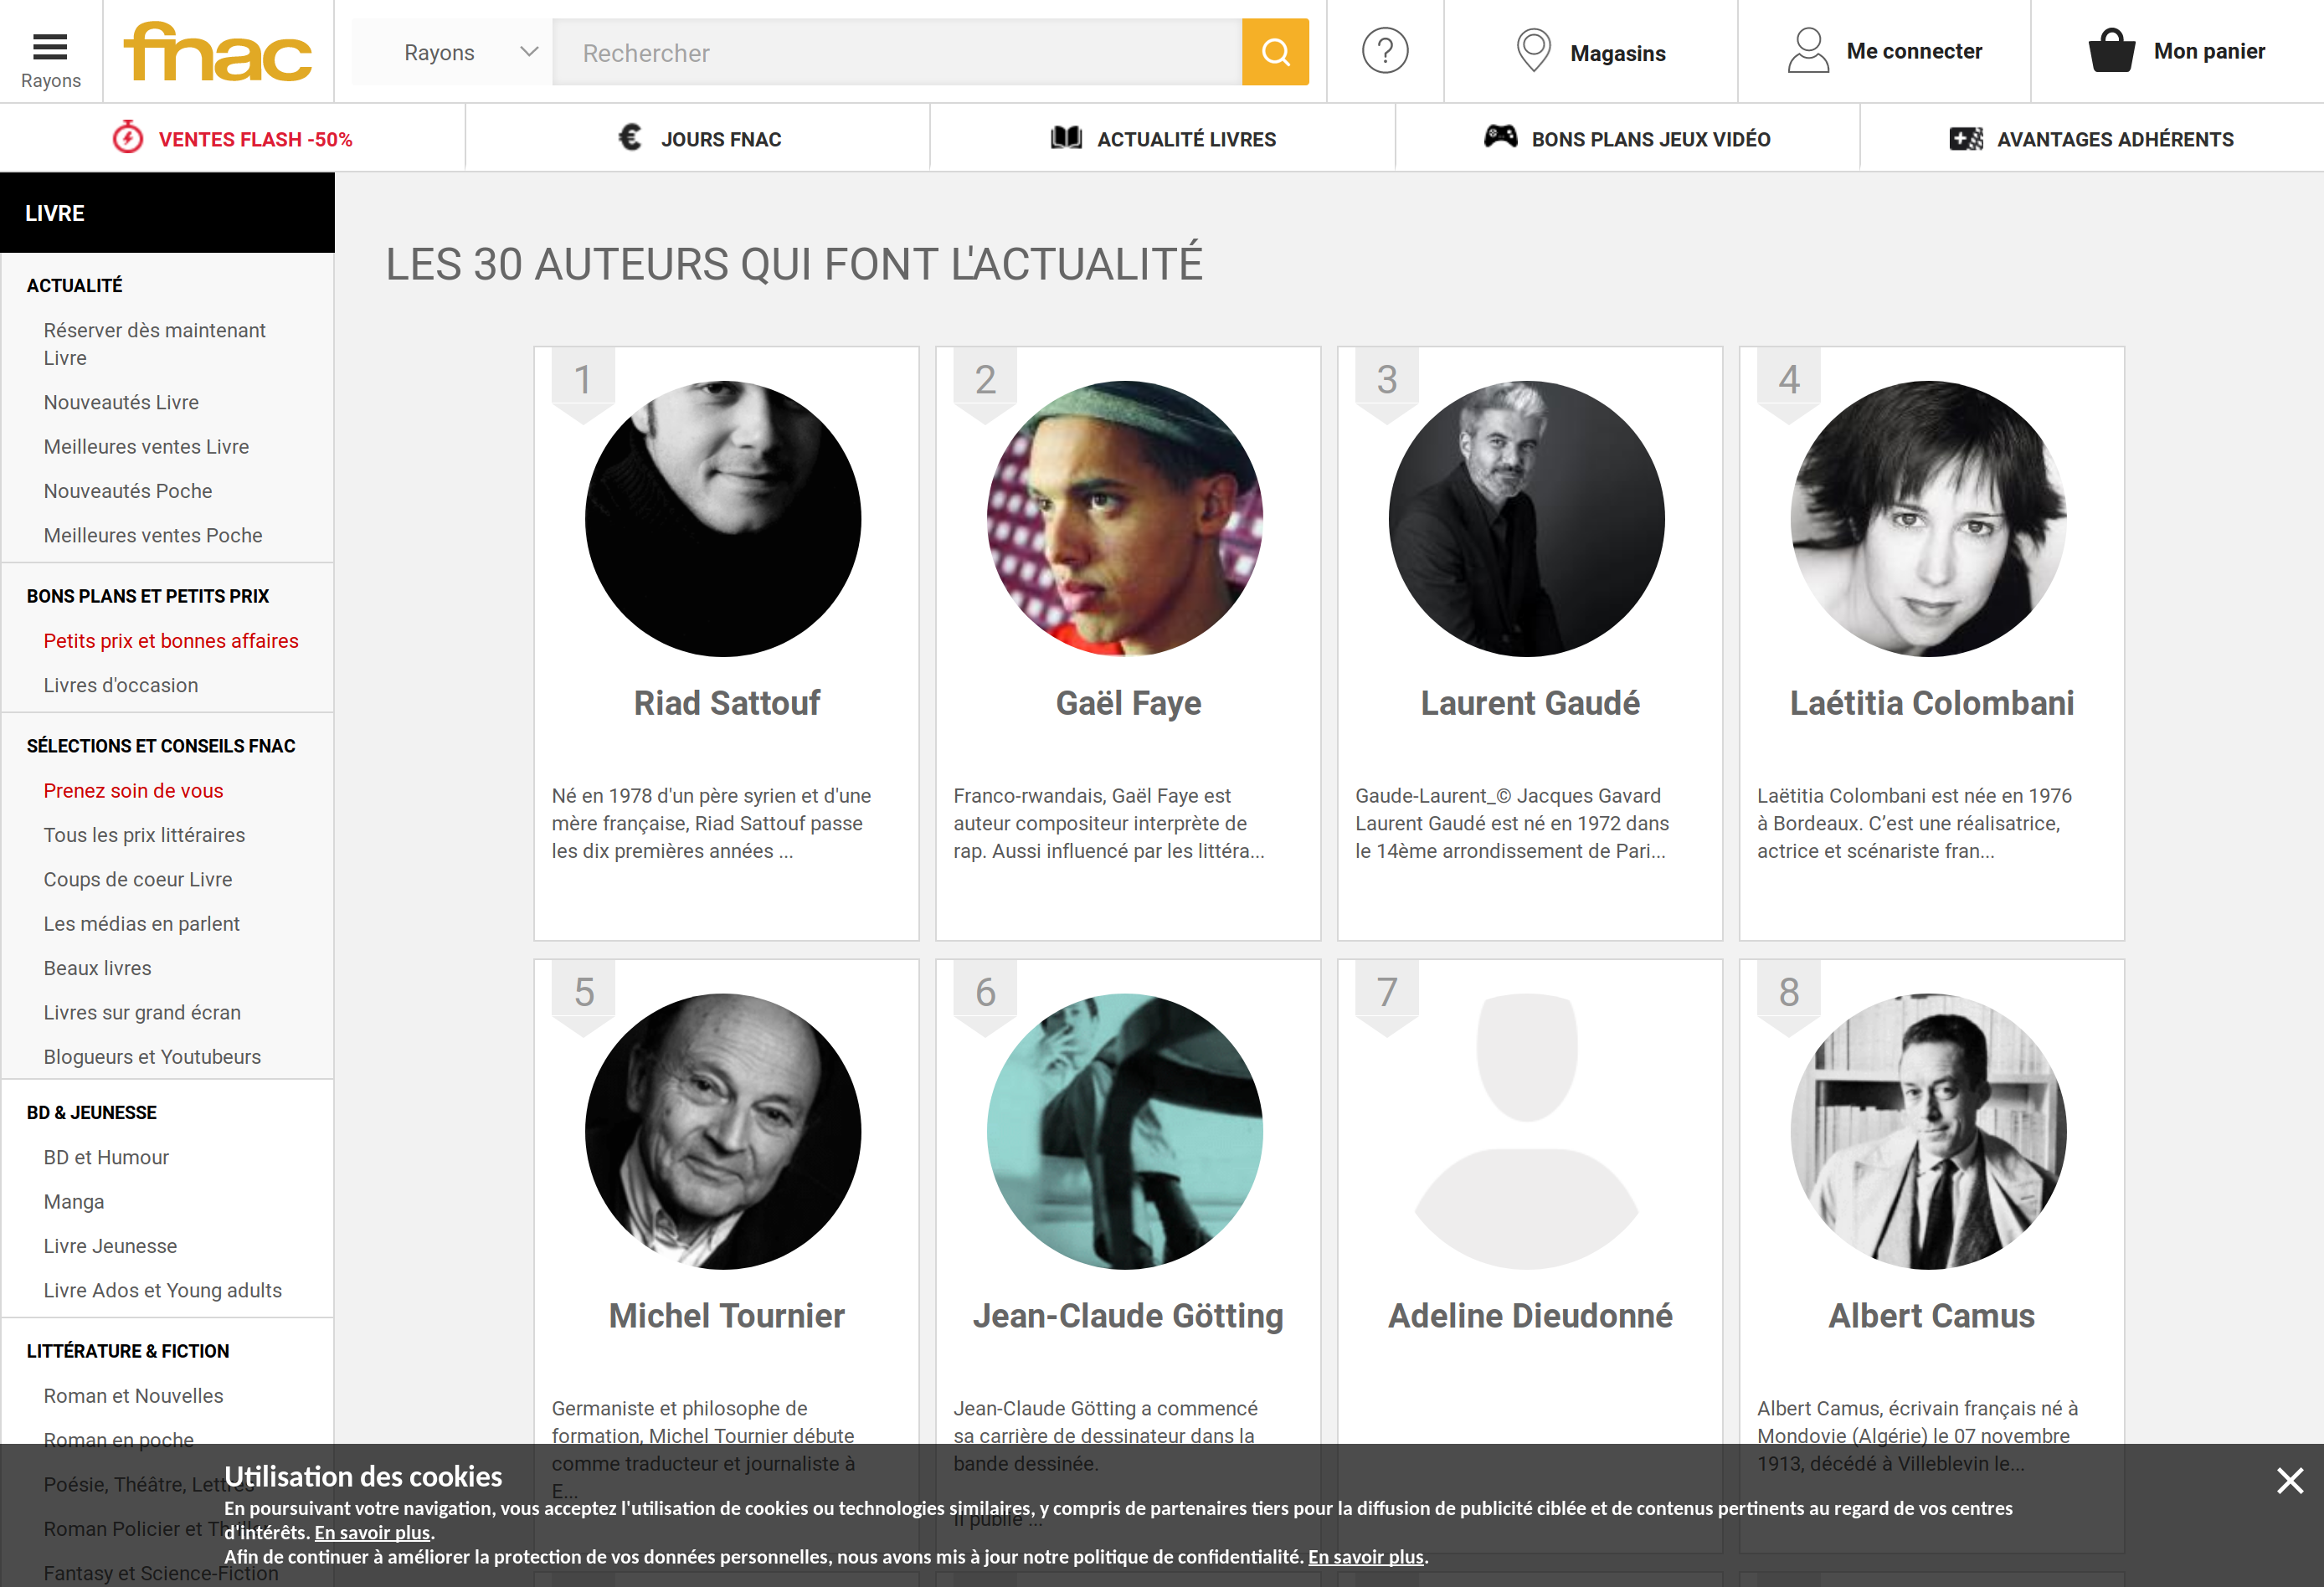 Rayons
fnac
Rayons
Rechercher
?
Magasins
Me connecter
Mon panier
VENTES FLASH -50%
JOURS FNAC
ACTUALITÉ LIVRES
BONS PLANS JEUX VIDÉO
AVANTAGES ADHÉRENTS
LIVRE
ACTUALITÉ
Réserver dès maintenant
Livre
Nouveautés Livre
Meilleures ventes Livre
Nouveautés Poche
Meilleures ventes Poche
BONS PLANS ET PETITS PRIX
Petits prix et bonnes affaires
Livres d'occasion
SÉLECTIONS ET CONSEILS FNAC
Prenez soin de vous
Tous les prix littéraires
Coups de coeur Livre
Les médias en parlent
Beaux livres
Livres sur grand écran
Blogueurs et Youtubeurs
BD & JEUNESSE
BD et Humour
Manga
Livre Jeunesse
Livre Ados et Young adults
LITTÉRATURE & FICTION
Roman et Nouvelles
Roman en poche
Poésie, Théâtre, Lettres
Roman Policier et Thriller
Fantasy et Science-Fiction
LES 30 AUTEURS QUI FONT L'ACTUALITÉ
1
Riad Sattouf
Né en 1978 d'un père syrien et d'une
mère française, Riad Sattouf passe
les dix premières années ...
2
Gaël Faye
Franco-rwandais, Gaël Faye est
auteur compositeur interprète de
rap. Aussi influencé par les littéra...
3
Laurent Gaudé
Gaude-Laurent_© Jacques Gavard
Laurent Gaudé est né en 1972 dans
le 14ème arrondissement de Pari...
4
Laétitia Colombani
Laëtitia Colombani est née en 1976
à Bordeaux. C’est une réalisatrice,
actrice et scénariste fran...
5
Michel Tournier
Germaniste et philosophe de
formation, Michel Tournier débute
comme traducteur et journaliste à
E...
6
Jean-Claude Götting
Jean-Claude Götting a commencé
sa carrière de dessinateur dans la
bande dessinée.
Il publie ...
7
Adeline Dieudonné
8
Albert Camus
Albert Camus, écrivain français né à
Mondovie (Algérie) le 07 novembre
1913, décédé à Villeblevin le...
Utilisation des cookies
En poursuivant votre navigation, vous acceptez l'utilisation de cookies ou technologies similaires, y compris de partenaires tiers pour la diffusion de publicité ciblée et de contenus pertinents au regard de vos centres
d'intérêts. En savoir plus.
Afin de continuer à améliorer la protection de vos données personnelles, nous avons mis à jour notre politique de confidentialité. En savoir plus.